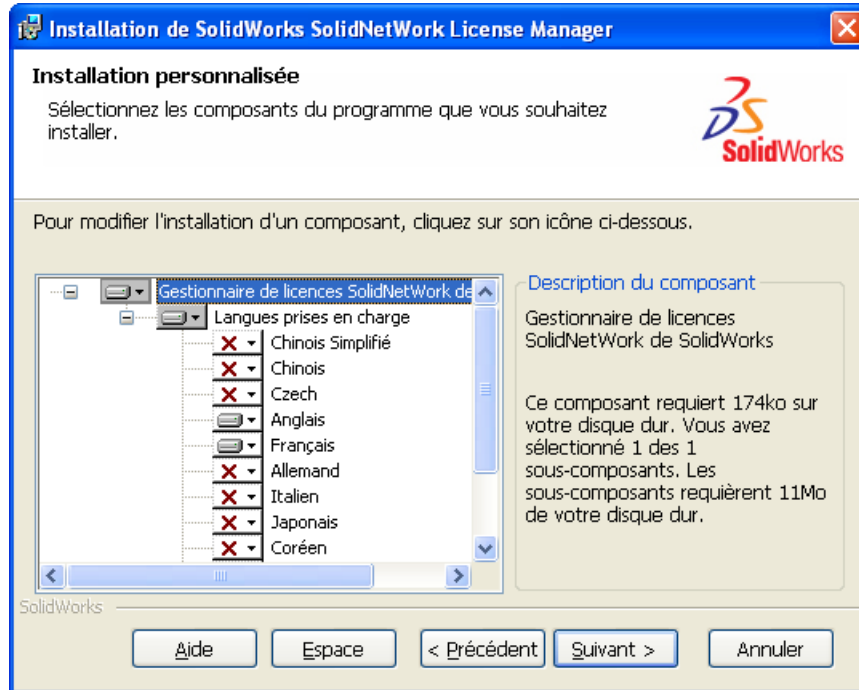 Installation de SolidWorks SolidNetWork License Manager
Installation personnalisée
Sélectionnez les composants du programme que vous souhaitez
installer.
SolidWorks
Pour modifier l'installation d'un composant, cliquez sur son icône ci-dessous.
Gestionnaire de licences SolidNetWork de
Langues prises en charge
Chinois Simplifié
Chinois
Czech
Anglais
Français
Allemand
Italien
Japonais
Coréen
Description du composant
Gestionnaire de licences
SolidNetWork de SolidWorks
Ce composant requiert 174ko sur
votre disque dur. Vous avez
sélectionné 1 des 1
sous-composants. Les
sous-composants requièrent 11Mo
de votre disque dur.
SolidWorks
Aide
Espace
< Précédent
Suivant >
Annuler